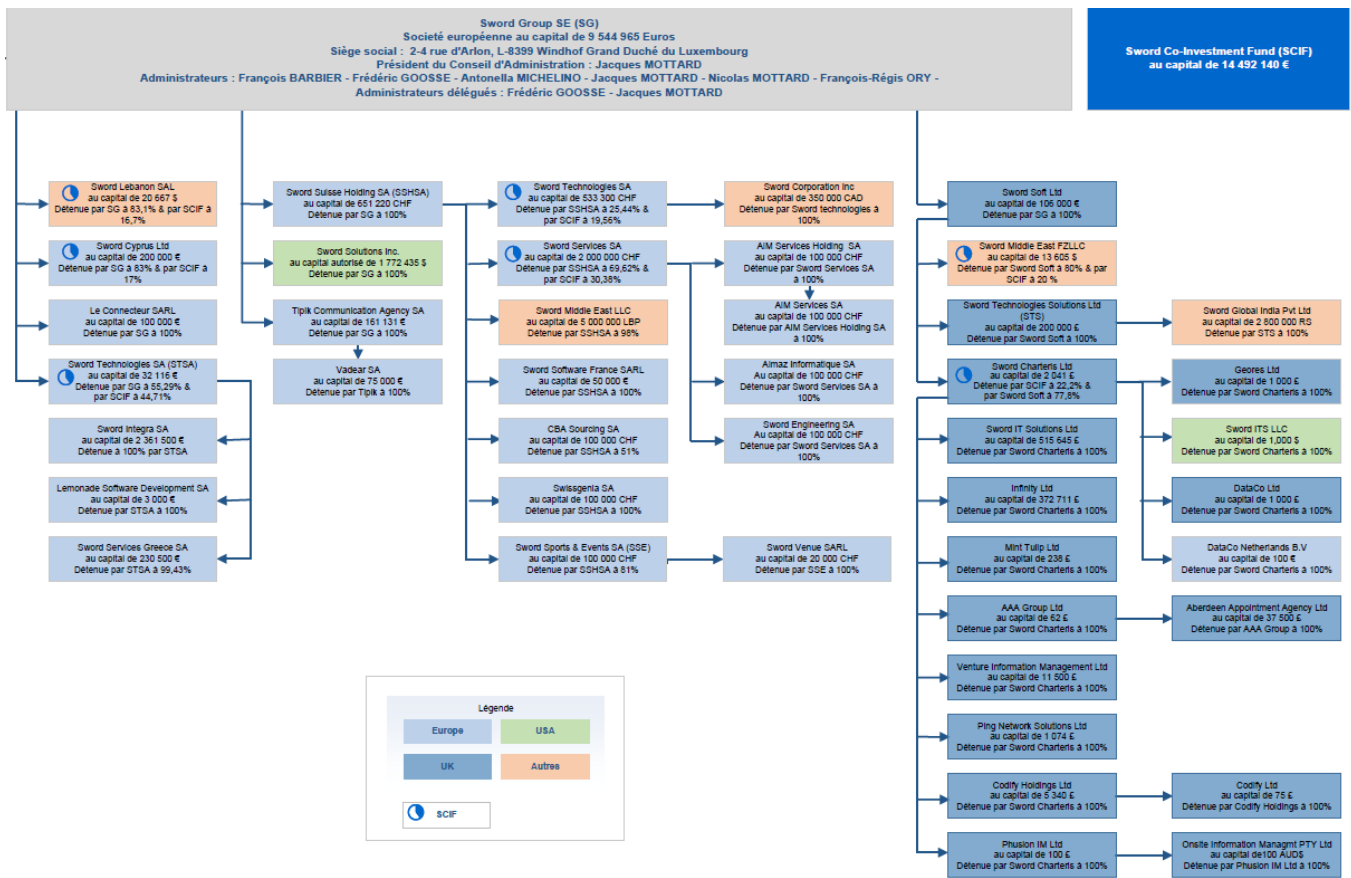 Sword Group SE (SG)
Societé européenne au capital de 9 544 965 Euros
Siège social : 2-4 rue d'Arlon, L-8399 Windhof Grand Duché du Luxembourg
Président du Conseil d'Administration : Jacques MOTTARD
Administrateurs : François BARBIER - Frédéric GOOSSE - Antonella MICHELINO - Jacques MOTTARD - Nicolas MOTTARD - François-Régis ORY -
Administrateurs délégués : Frédéric GOOSSE - Jacques MOTTARD
Sword Co-Investment Fund (SCIF)
au capital de 14 492 140 €
Sword Lebanon SAL
au capital de 20 667 $
Détenue par SG à 83,1% & par SCIF à
16,7%
Sword Cyprus Ltd
au capital de 200 000 €
Détenue par SG à 83% & par SCIF à
17%
Le Connecteur SARL
au capital de 100 000 €
Détenue par SG à 100%
Sword Technologies SA (STSA)
au capital de 32 116 €
Détenue par SG à 55,29% &
par SCIF à 44,71%
Sword Integra SA
au capital de 2 361 500 €
Détenue à 100% par STSA
Lemonade Software Development SA
au capital de 3 000 €
Détenue par STSA à 100%
Sword Services Greece SA
au capital de 230 500 €
Détenue par STSA à 99,43%
Sword Suisse Holding SA (SSHSA)
au capital de 651 220 CHF
Détenue par SG à 100%
Sword Solutions Inc.
au capital autorisé de 1 772 435 $
Détenue par SG à 100%
Tipik Communication Agency SA
au capital de 161 131 €
Détenue par SG à 100%
Vadear SA
au capital de 75 000 €
Détenue par Tipik à 100%
Sword Technologies SA
au capital de 533 300 CHF
Détenue par SSHSA à 25,44% &
par SCIF à 19,56%
Sword Services SA
au capital de 2 000 000 CHF
Détenue par SSHSA à 69,62% &
par SCIF à 30,38%
Sword Middle East LLC
au capital de 5 000 000 LBP
Détenue par SSHSA à 98%
Sword Software France SARL
au capital de 50 000 €
Détenue par SSHSA à 100%
CBA Sourcing SA
au capital de 100 000 CHF
Détenue par SSHSA à 51%
Swissgenia SA
au capital de 100 000 CHF
Détenue par SSHSA à 100%
Sword Sports & Events SA (SSE)
au capital de 100 000 CHF
Détenue par SSHSA à 81%
Sword Corporation Inc
au capital de 350 000 CAD
Détenue par Sword technologies à
100%
AIM Services Holding SA
au capital de 100 000 CHF
Détenue par Sword Services SA
à 100%
AIM Services SA
au capital de 100 000 CHF
Détenue par AIM Services Holding SA
à 100%
Almaz Informatique SA
Au capital de 100 000 CHF
Détenue par Sword Services SA à
100%
Sword Engineering SA
Au capital de 100 000 CHF
Détenue par Sword Services SA à
100%
Sword Venue SARL
au capital de 20 000 CHF
Détenue par SSE à 100%
Sword Soft Ltd
au capital de 106 000 €
Détenue par SG à 100%
Sword Middle East FZLLC
au capital de 13 605 $
Détenue par Sword Soft à 80% & par
SCIF à 20 %
Sword Technologies Solutions Ltd
(STS)
au capital de 200 000 £
Détenue par Sword Soft à 100%
Sword Charteris Ltd
au capital de 2 041 £
Détenue par SCIF à 22,2% &
par Sword Soft à 77,8%
Sword IT Solutions Ltd
au capital de 515 645 £
Détenue par Sword Charteris à 100%
Infinity Ltd
au capital de 372 711 £
Détenue par Sword Charteris à 100%
Mint Tulip Ltd
au capital de 238 £
Détenue par Sword Charteris à 100%
AAA Group Ltd
au capital de 62 £
Détenue par Sword Charteris à 100%
Venture Information Management Ltd
au capital de 11 500 £
Détenue par Sword Charteris à 100%
Ping Network Solutions Ltd
au capital de 1 074 £
Détenue par Sword Charteris à 100%
Codify Holdings Ltd
au capital de 5 340 £
Détenue par Sword Charteris à 100%
Phusion IM Ltd
au capital de 100 £
Détenue par Sword Charteris à 100%
Sword Global India Pvt Ltd
au capital de 2 800 000 RS
Détenue par STS à 100%
Geores Ltd
au capital de 1 000 £
Détenue par Sword Charteris à 100%
Sword ITS LLC
au capital de 1,000 $
Détenue par Sword Charteris à 100%
DataCo Ltd
au capital de 1 000 £
Détenue par Sword Charteris à 100%
DataCo Netherlands B.V
au capital de 100 €
Détenue par Sword Charteris à 100%
Aberdeen Appointment Agency Ltd
au capital de 37 500 £
Détenue par AAA Group à 100%
Codify Ltd
au capital de 75 £
Détenue par Codify Holdings à 100%
Onsite Information Managmt PTY Ltd
au capital de100 AUD$
Détenue par Phusion IM Ltd à 100%
Légende
Europe
USA
UK
Autres
SCIF